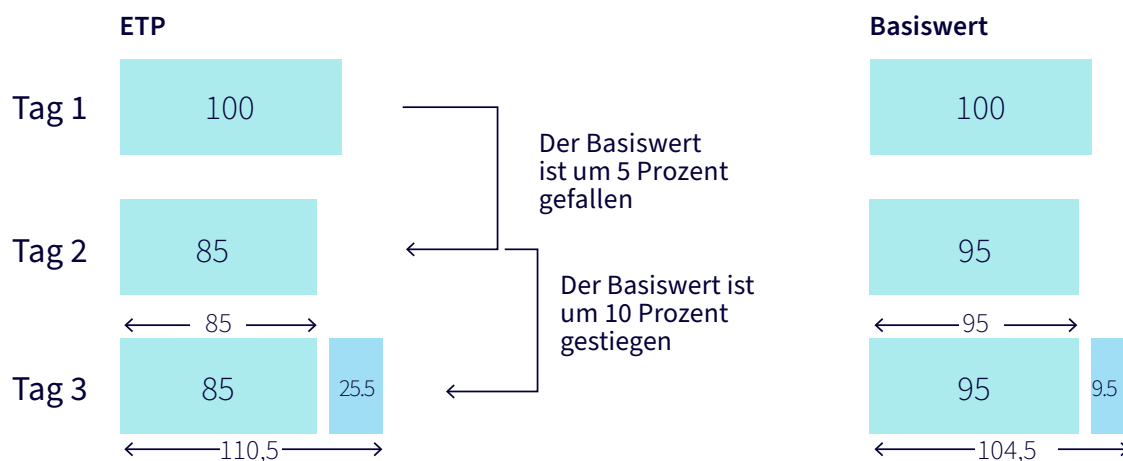 ETP
Basiswert
Tag 1
100
100
Der Basiswert
ist um 5 Prozent
gefallen
Tag 2
85
95
Der Basiswert ist
um 10 Prozent
gestiegen
85
95
Tag 3
85
25.5
95
9.5
110,5
104,5